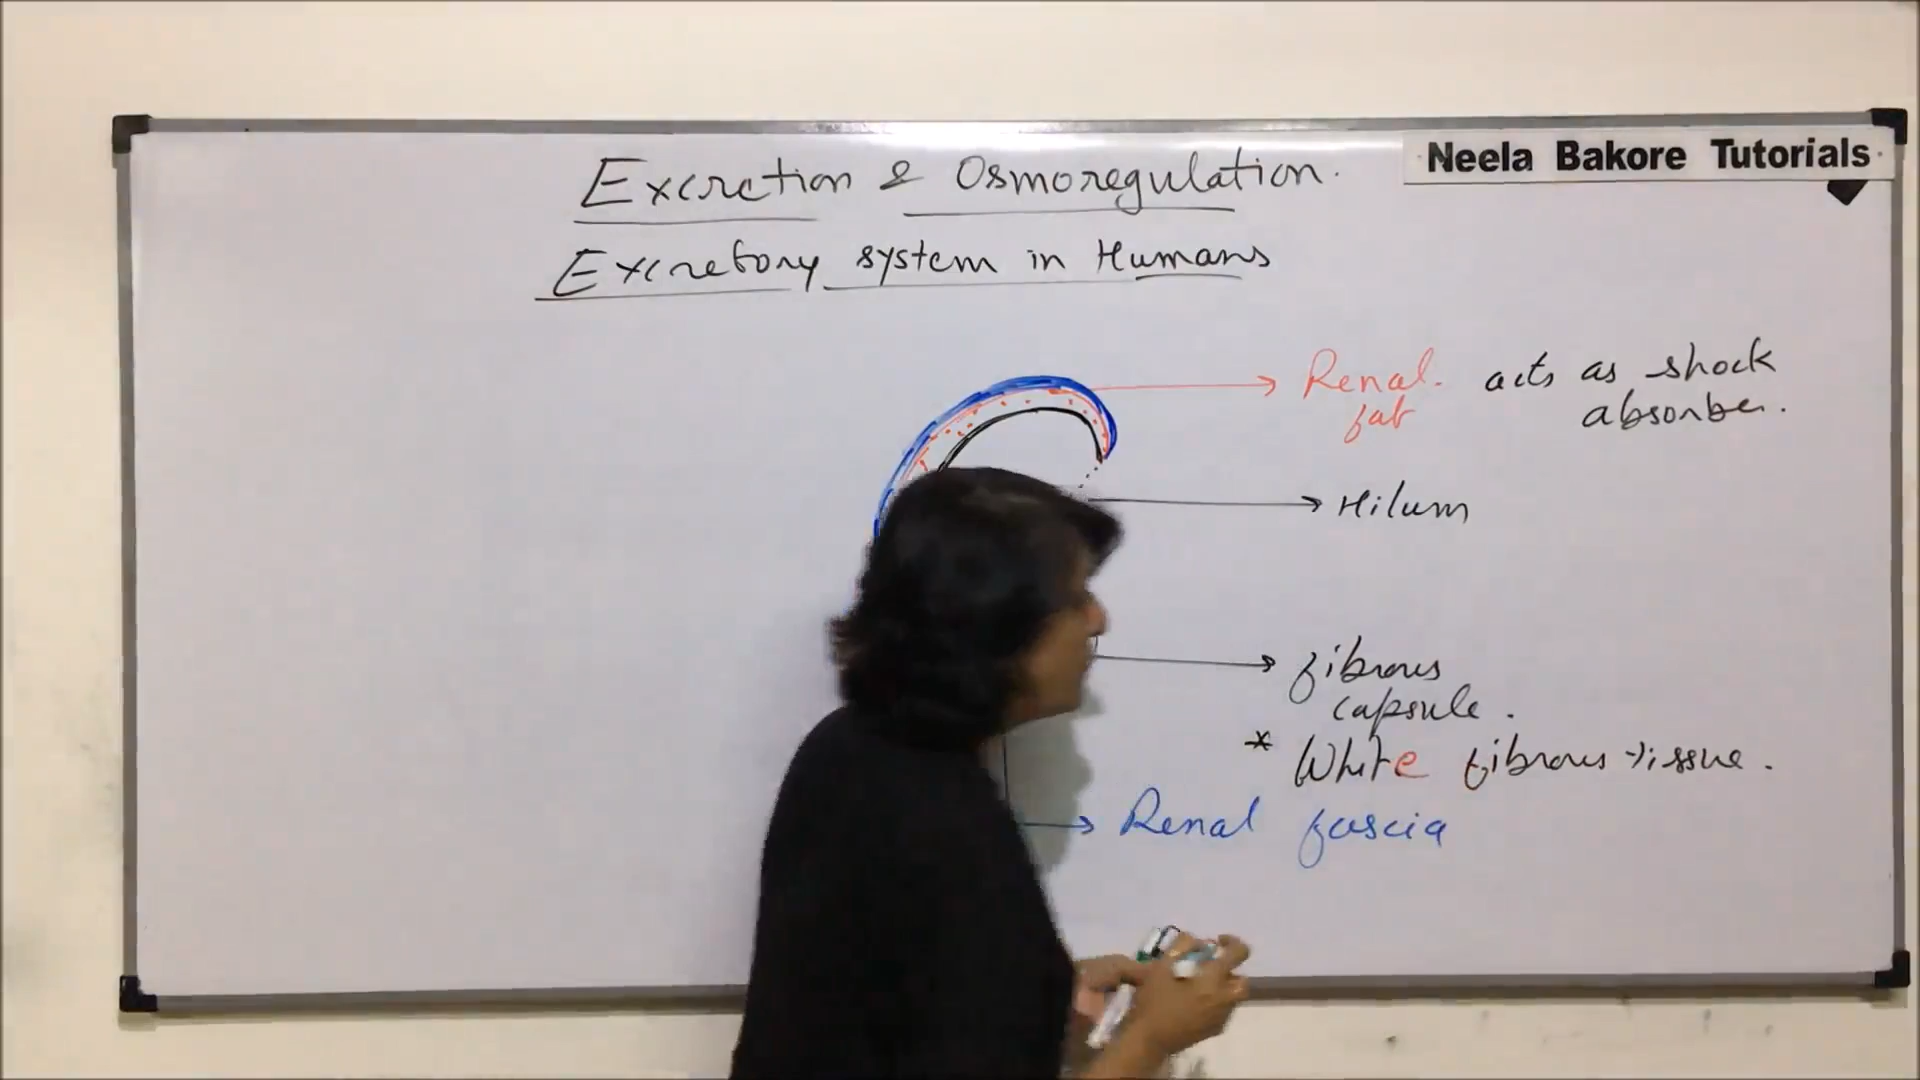 Neela Bakore Tutorials
Excretion & Osmoregulation.
Excretory system in Humans
Renal. acts as shock
fat absorber.
Hilum
fibrous
capsule.
* White fibrous tissue.
Renal fascia